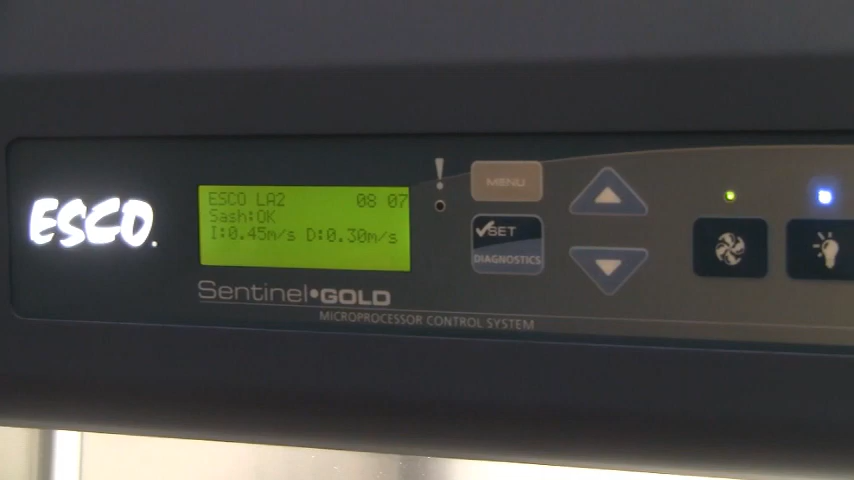 ESCO.
ESCO LA2 08 07
Sash:OK
I:0.45m/s D:0.30m/s
Sentinel•GOLD
MICROPROCESSOR CONTROL SYSTEM
!
MENU
✓SET
DIAGNOSTICS